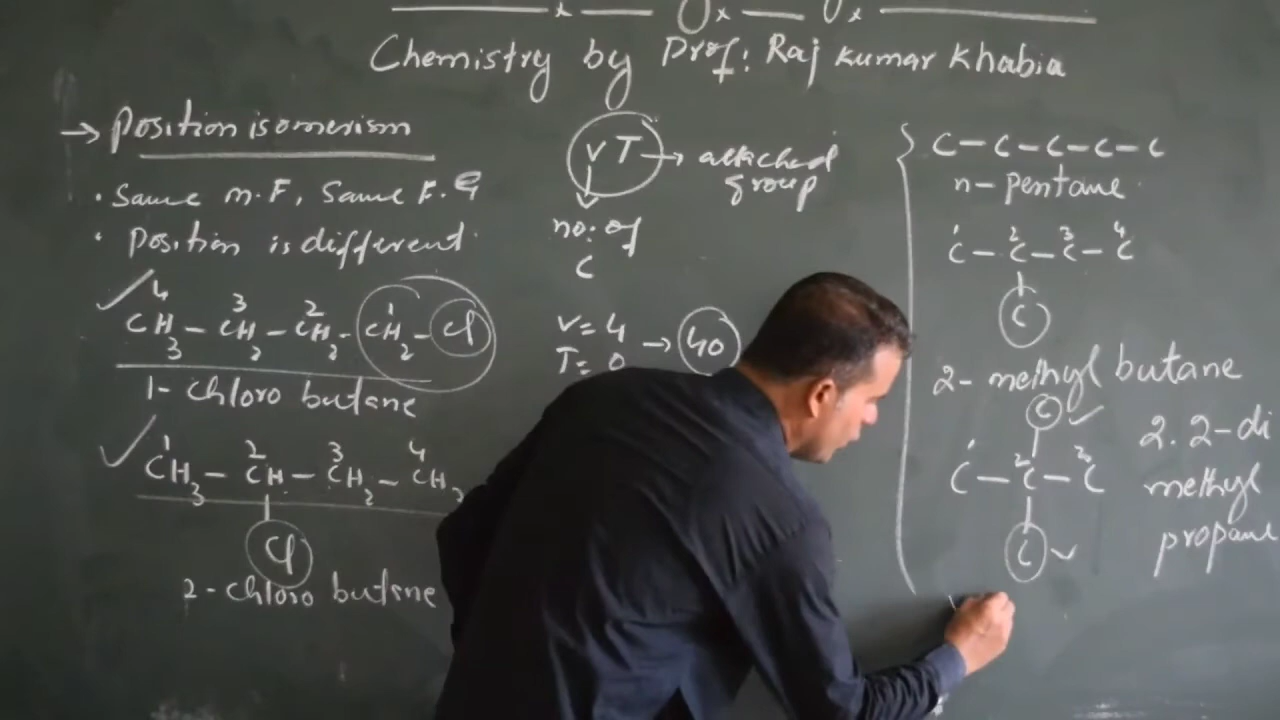 Chemistry by Prof: Raj Kumar Khabia
→ Position isomerism
• Same m.F, Same F.G
• Position is different
4 3 2 1
CH3 – CH2 – CH2 – CH2 – Cl
1- chloro butane
1 2 3 4
CH3 – CH – CH2 – CH3
Cl
2 - chloro butane
VT → attached
group
no: of
C
V = 4 → 40
T = 0
C – C – C – C – C
n - pentane
1 2 3 4
C – C – C – C
C
2 - methyl butane
C
1 2 3
C – C – C
C
2.2-di
methyl
propane